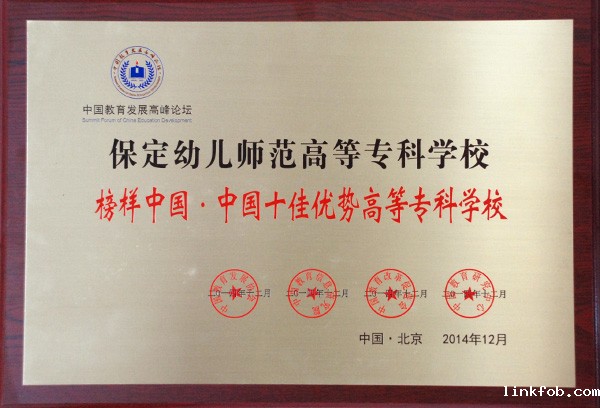 中国教育发展高峰论坛
Summit Forum of China Education Development
保定幼儿师范高等专科学校
榜样中国·中国十佳优势高等专科学校
中国·北京 2014年12月
linkfob.com